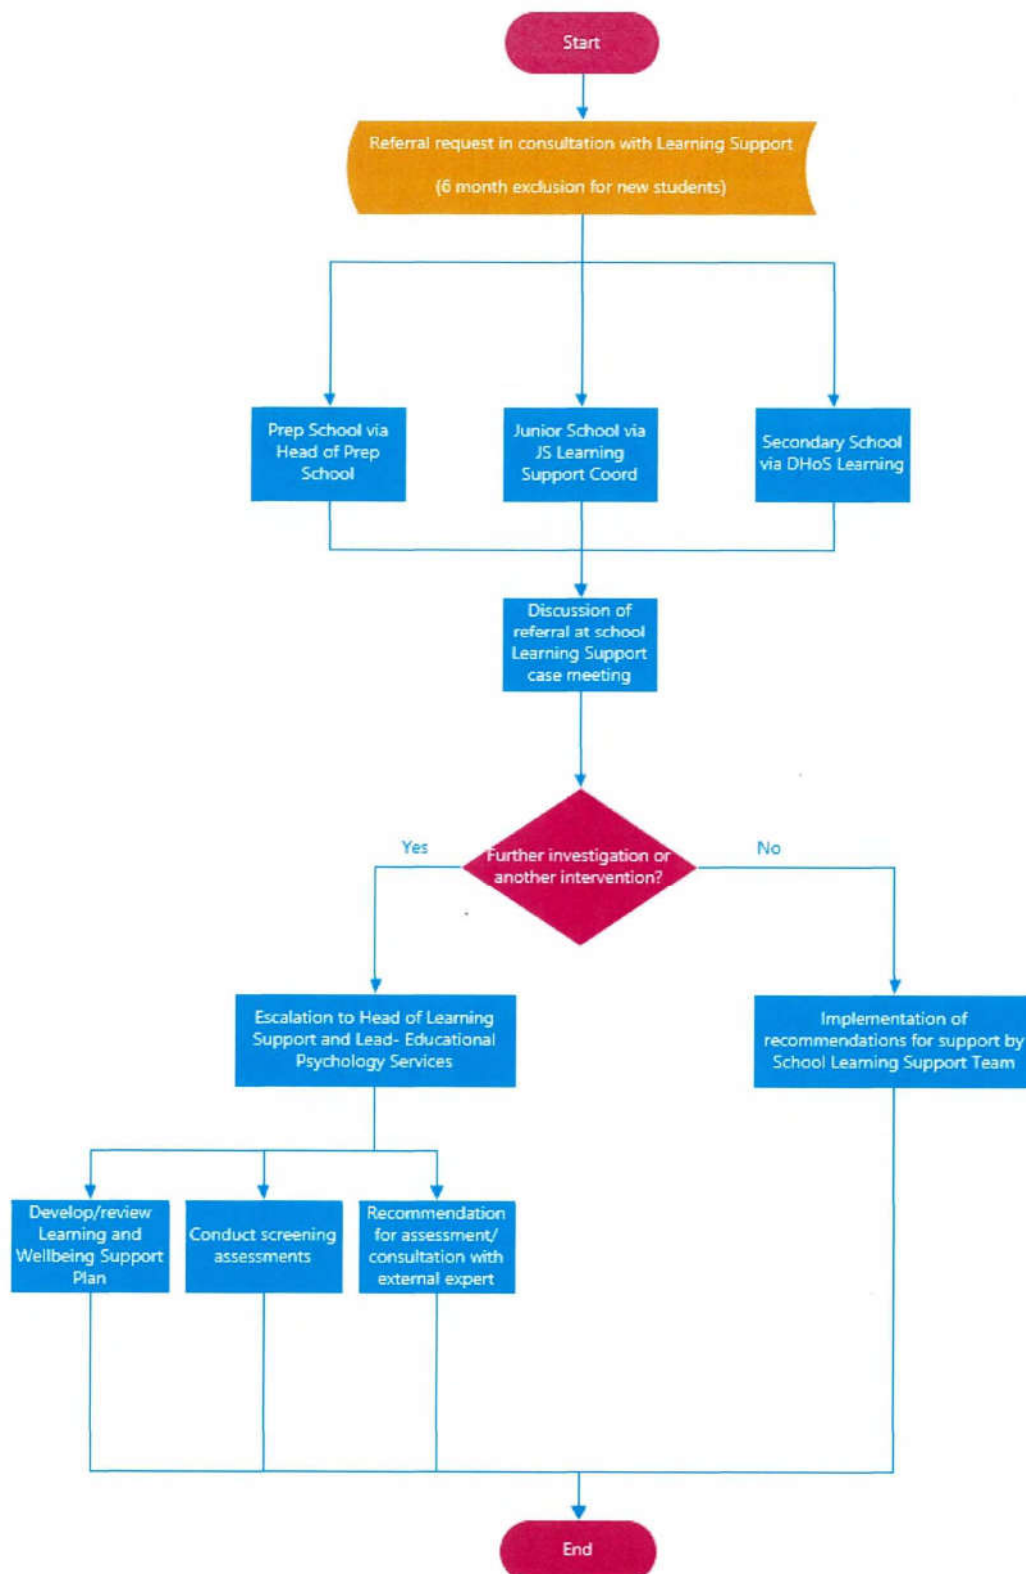 Start
Referral request in consultation with Learning Support
(6 month exclusion for new students)
Prep School via
Head of Prep
School
Junior School via
JS Learning
Support Coord
Secondary School
via DHoS Learning
Discussion of
referral at school
Learning Support
case meeting
Yes
Further investigation or
another intervention?
No
Escalation to Head of Learning
Support and Lead- Educational
Psychology Services
Implementation of
recommendations for support by
School Learning Support Team
Develop/review
Learning and
Wellbeing Support
Plan
Conduct screening
assessments
Recommendation
for assessment/
consultation with
external expert
End